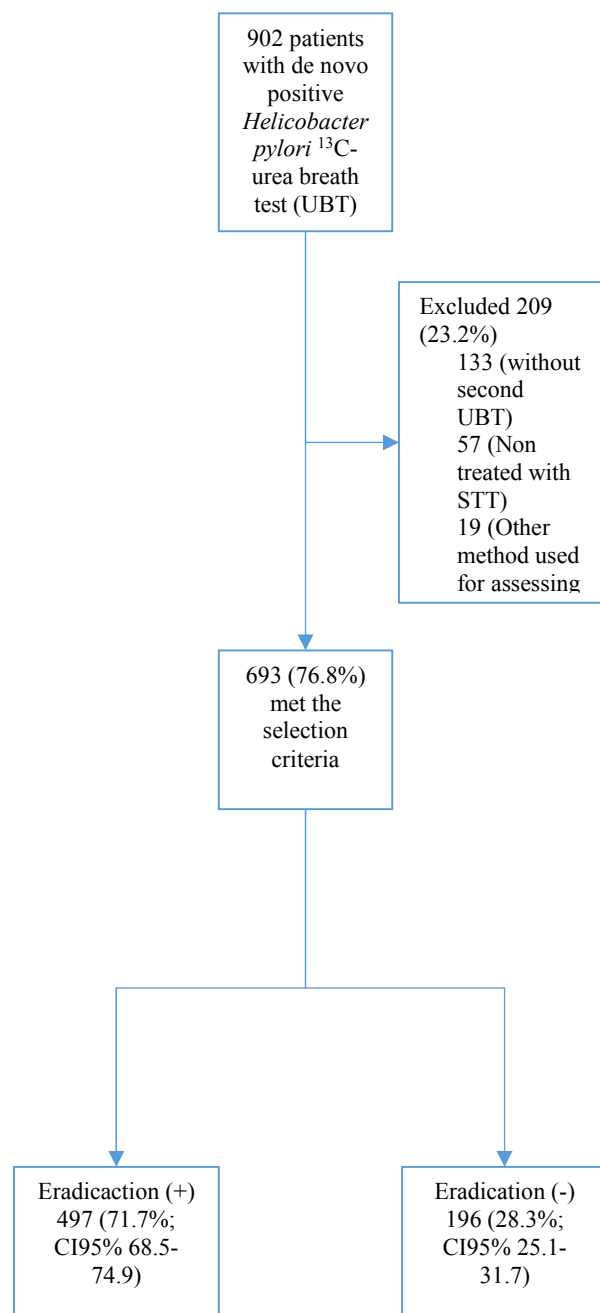 902 patients
with de novo
positive
Helicobacter
pylori ¹³C-
urea breath
test (UBT)
Excluded 209
(23.2%)
133 (without
second
UBT)
57 (Non
treated with
STT)
19 (Other
method used
for assessing
693 (76.8%)
met the
selection
criteria
Eradicaction (+)
497 (71.7%;
CI95% 68.5-
74.9)
Eradication (-)
196 (28.3%;
CI95% 25.1-
31.7)